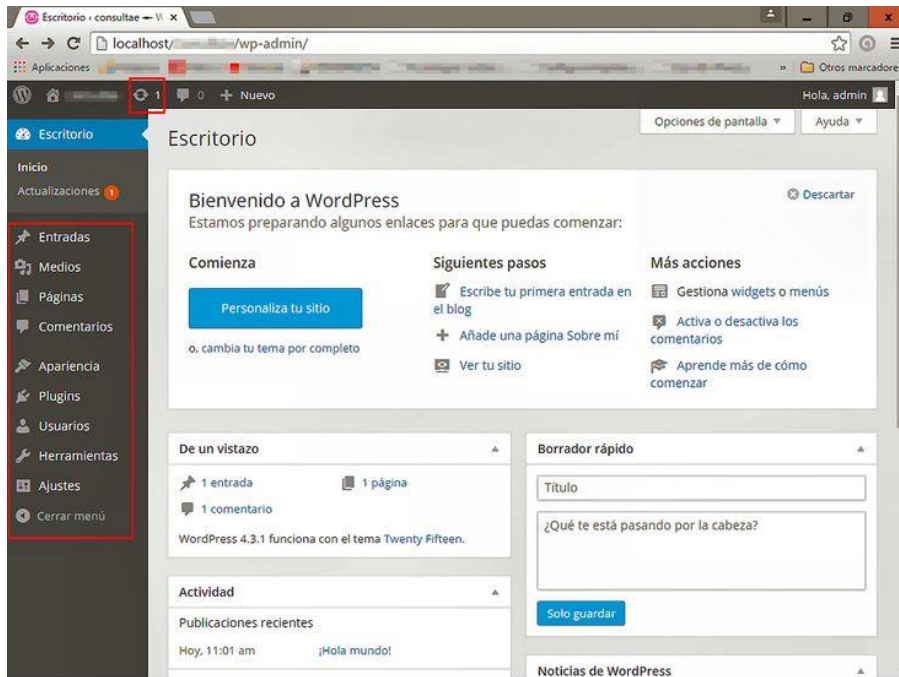 Escritorio ‹ consultae — W
localhost/ /wp-admin/
Aplicaciones
» Otros marcadore
1 0 + Nuevo
Hola, admin
Escritorio
Inicio
Actualizaciones 1
Entradas
Medios
Páginas
Comentarios
Apariencia
Plugins
Usuarios
Herramientas
Ajustes
Cerrar menú
Opciones de pantalla
Ayuda
Escritorio
Bienvenido a WordPress
Descartar
Estamos preparando algunos enlaces para que puedas comenzar:
Comienza
Personaliza tu sitio
o, cambia tu tema por completo
Siguientes pasos
Escribe tu primera entrada en
el blog
Añade una página Sobre mí
Ver tu sitio
Más acciones
Gestiona widgets o menús
Activa o desactiva los
comentarios
Aprende más de cómo
comenzar
De un vistazo
1 entrada
1 página
1 comentario
WordPress 4.3.1 funciona con el tema Twenty Fifteen.
Actividad
Publicaciones recientes
Hoy, 11:01 am ¡Hola mundo!
Borrador rápido
Título
¿Qué te está pasando por la cabeza?
Solo guardar
Noticias de WordPress